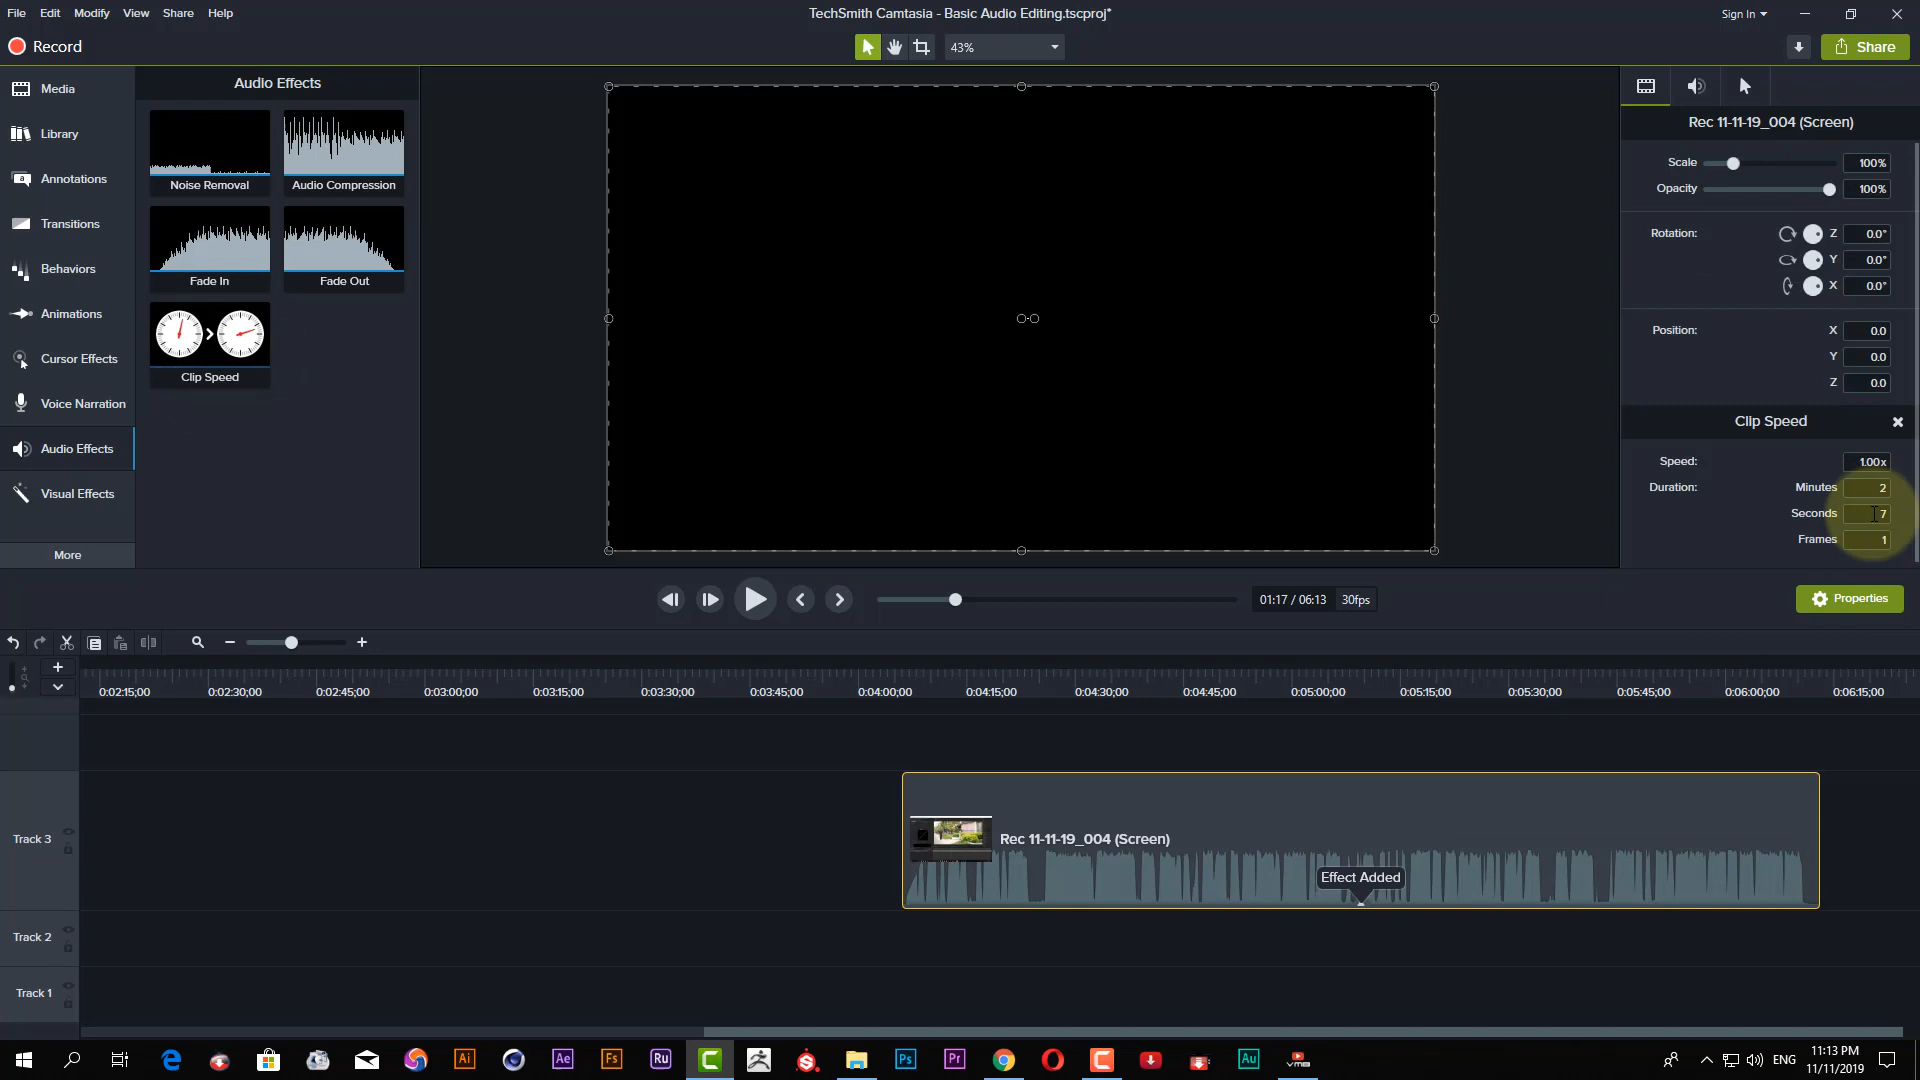 File Edit Modify View Share Help
TechSmith Camtasia - Basic Audio Editing.tscproj*
Sign In
Record
43%
Share
Media
Library
Annotations
Transitions
Behaviors
Animations
Cursor Effects
Voice Narration
Audio Effects
Visual Effects
More
Audio Effects
Noise Removal
Audio Compression
Fade In
Fade Out
Clip Speed
Rec 11-11-19_004 (Screen)
Scale 100%
Opacity 100%
Rotation: Z 0.0°
Y 0.0°
X 0.0°
Position: X 0.0
Y 0.0
Z 0.0
Clip Speed
Speed: 1.00x
Duration: Minutes 2
Seconds 7
Frames 1
01:17 / 06:13 30fps
Properties
0:02:15;00 0:02:30;00 0:02:45;00 0:03:00;00 0:03:15;00 0:03:30;00 0:03:45;00 0:04:00;00 0:04:15;00 0:04:30;00 0:04:45;00 0:05:00;00 0:05:15;00 0:05:30;00 0:05:45;00 0:06:00;00 0:06:15;00
Track 3
Rec 11-11-19_004 (Screen)
Effect Added
Track 2
Track 1
Ai Ae Fs Ru Ps Pr Au
ENG
11:13 PM
11/11/2019